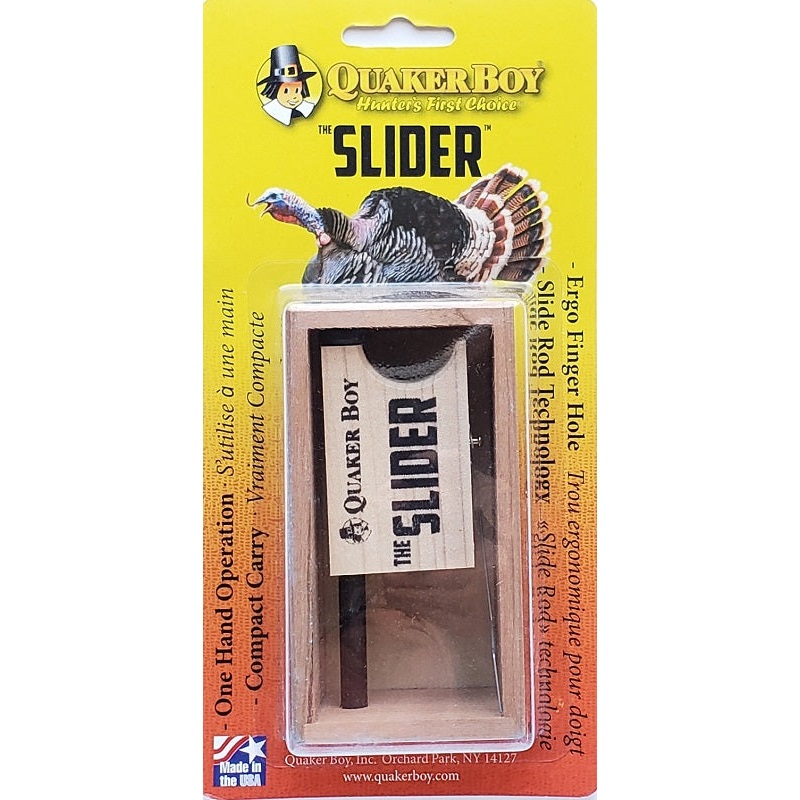 QUAKER BOY®
Hunter's First Choice™
THE SLIDER™
- One Hand Operation - S'utilise à une main
- Compact Carry - Vraiment Compacte
- Ergo Finger Hole Trou ergonomique pour doigt
- Slide Rod Technology «Slide Rod» technologie
QUAKER BOY
THE SLIDER
Made in
the USA
Quaker Boy, Inc. Orchard Park, NY 14127
www.quakerboy.com